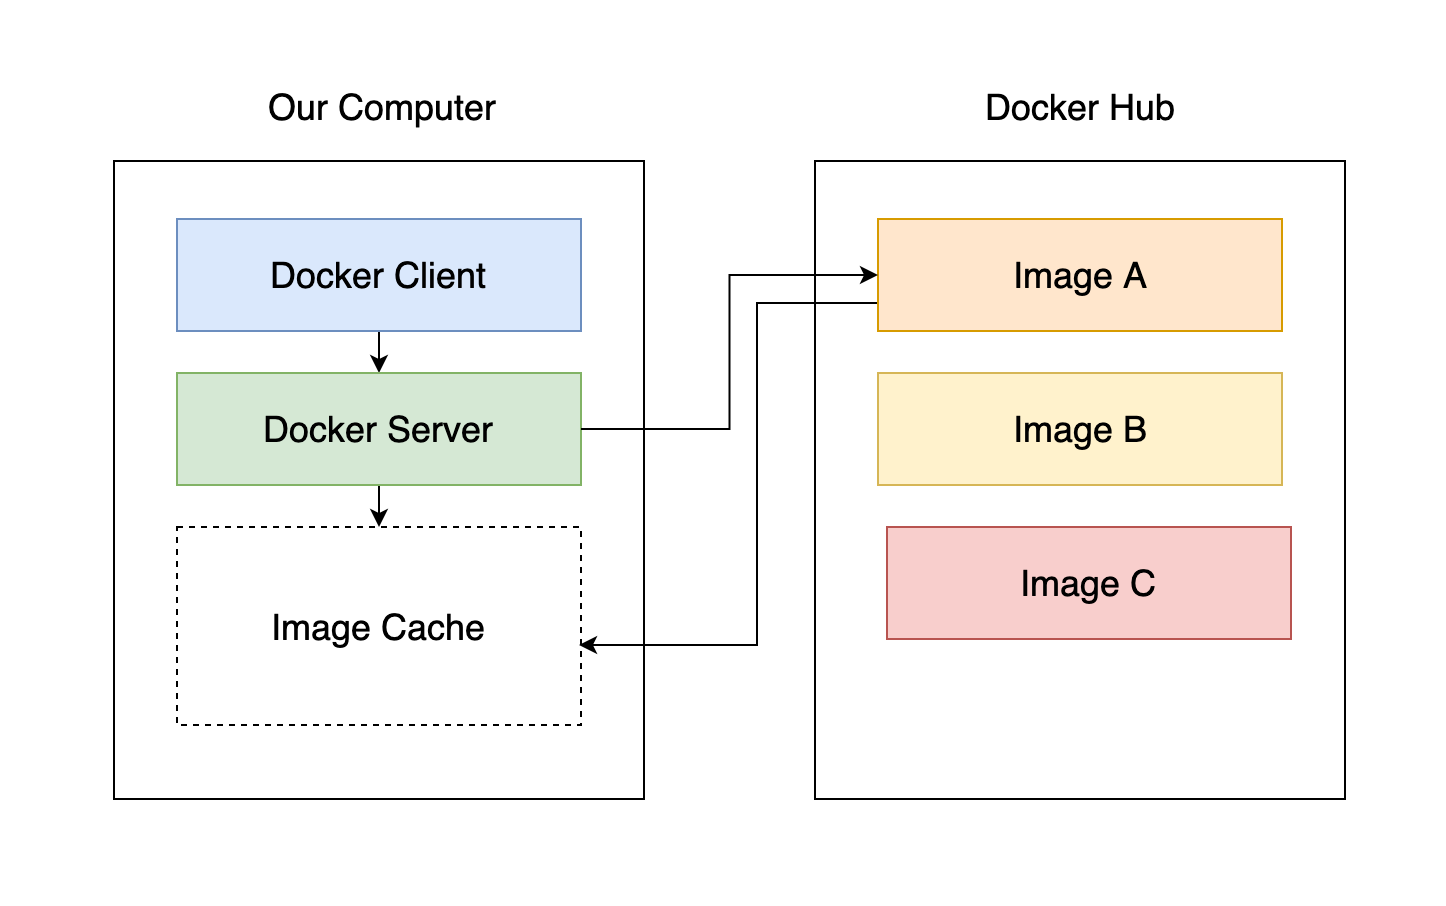 Our Computer
Docker Client
Docker Server
Image Cache
Docker Hub
Image A
Image B
Image C